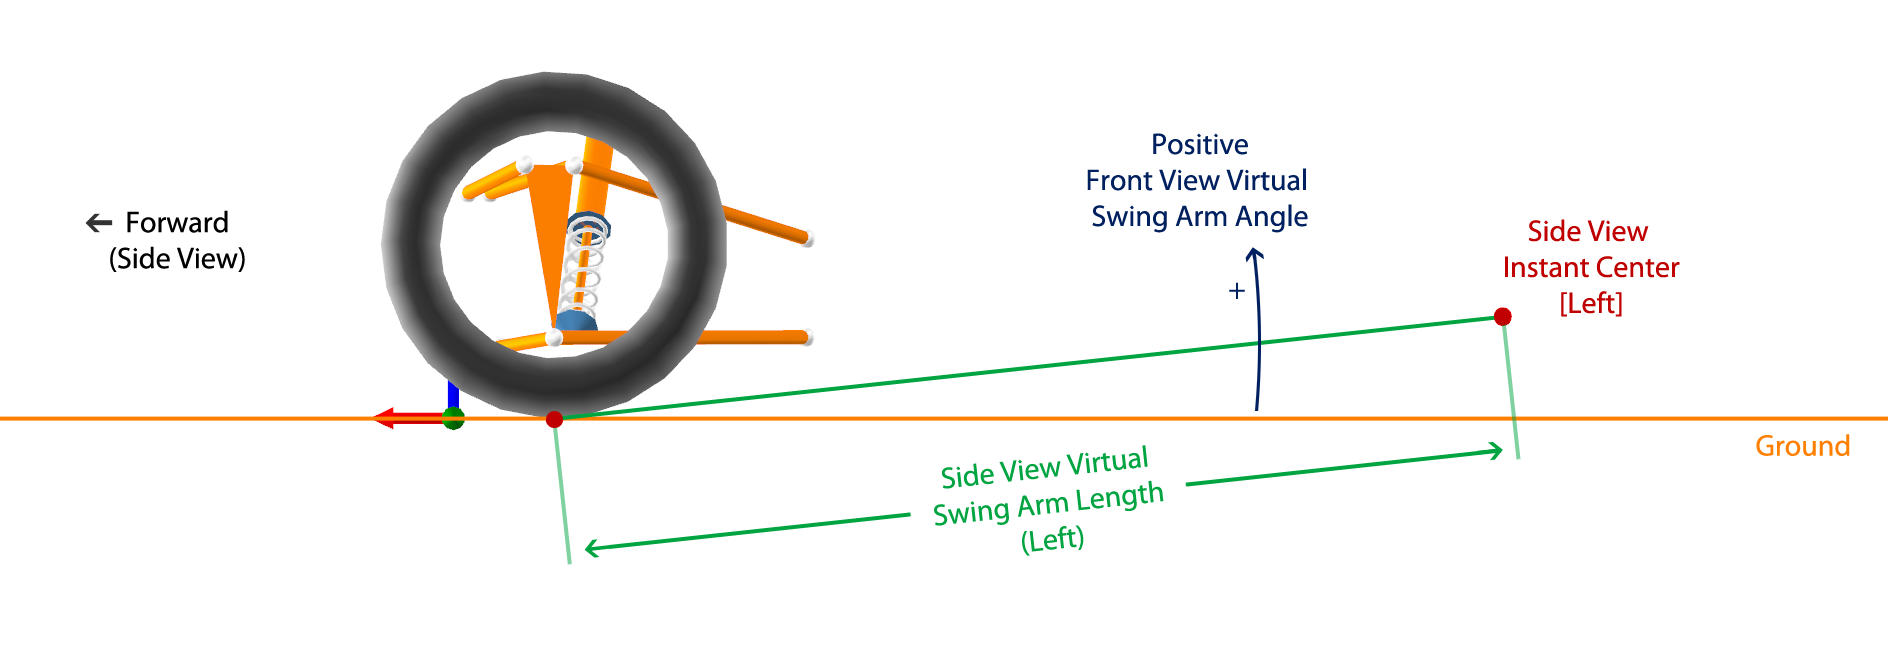 Positive
Front View Virtual
Swing Arm Angle
← Forward
(Side View)
Side View
Instant Center
[Left]
+
Ground
Side View Virtual
Swing Arm Length
(Left)